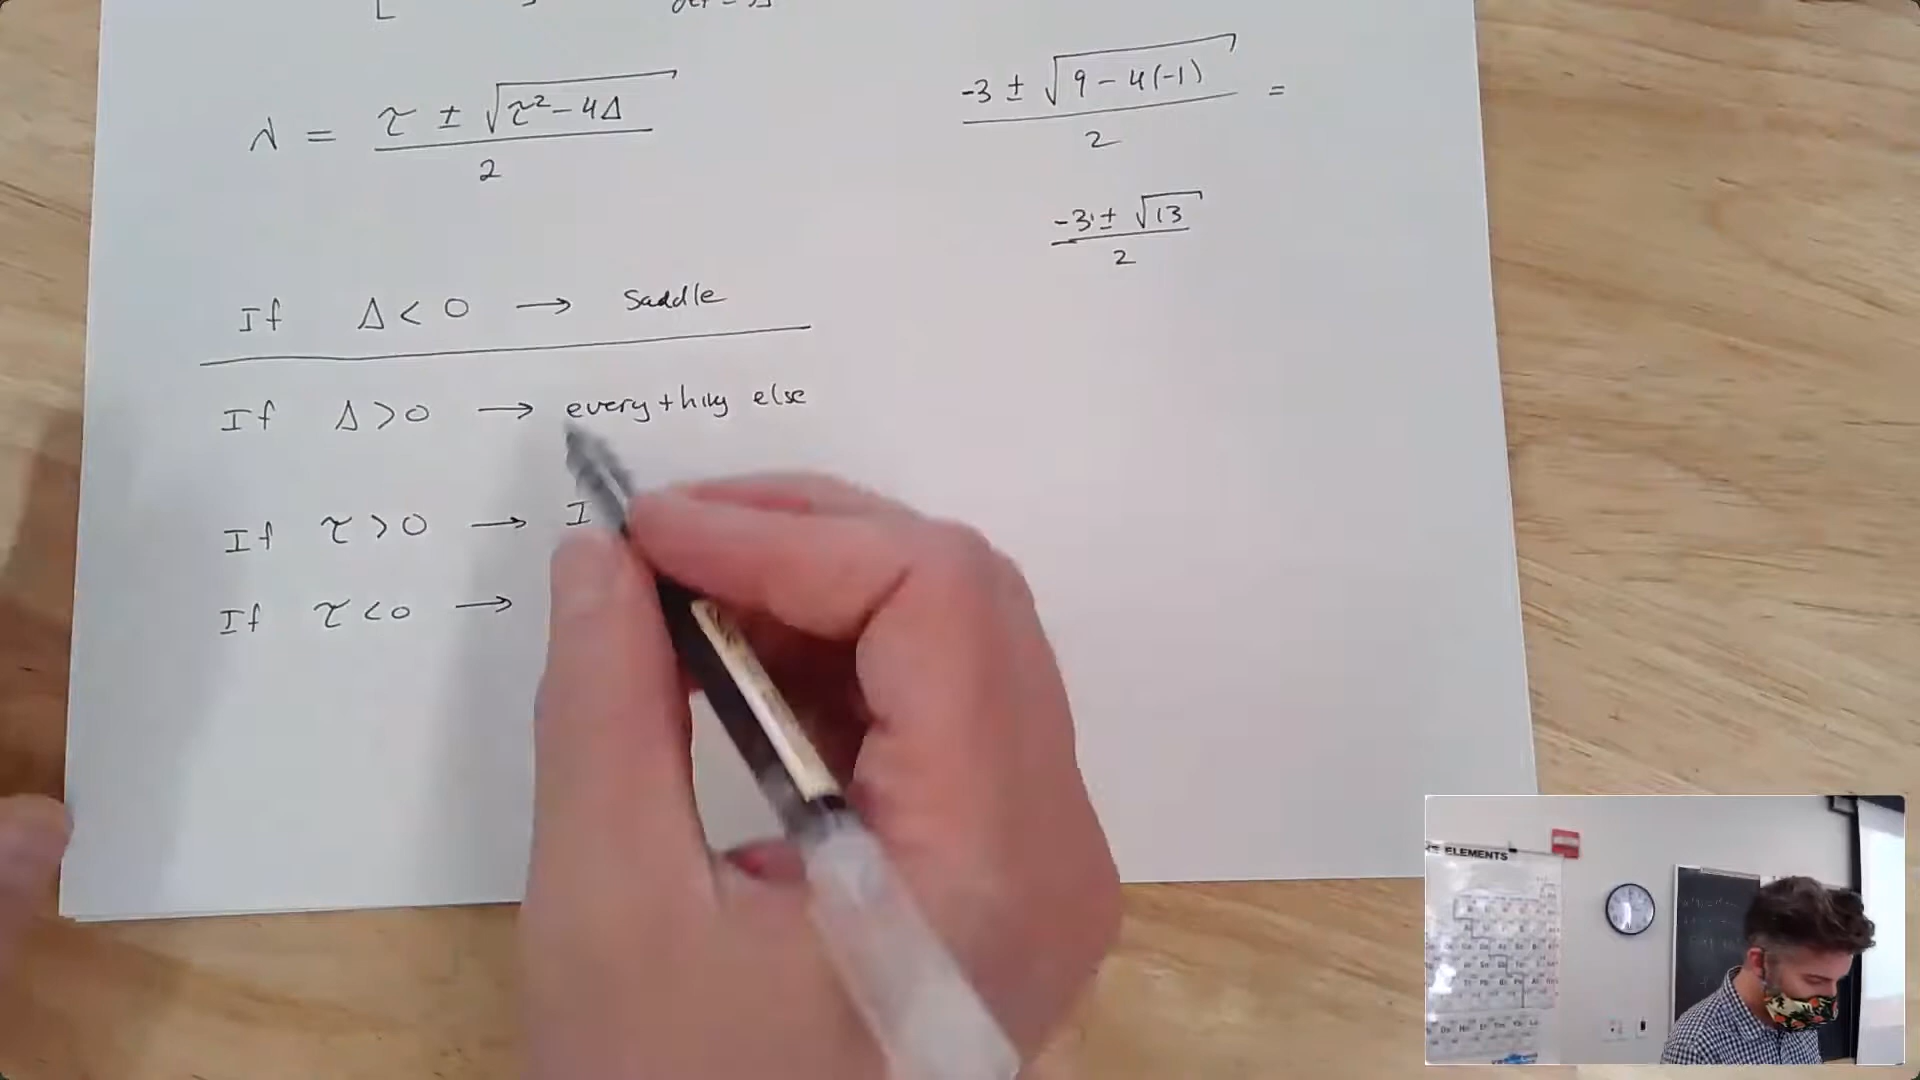 λ = τ ± √τ² - 4Δ / 2
-3 ± √9 - 4(-1) / 2 =
-3 ± √13 / 2
If Δ < 0 → Saddle
If Δ > 0 → everything else
If τ > 0 → I
If τ < 0 →
ELEMENTS